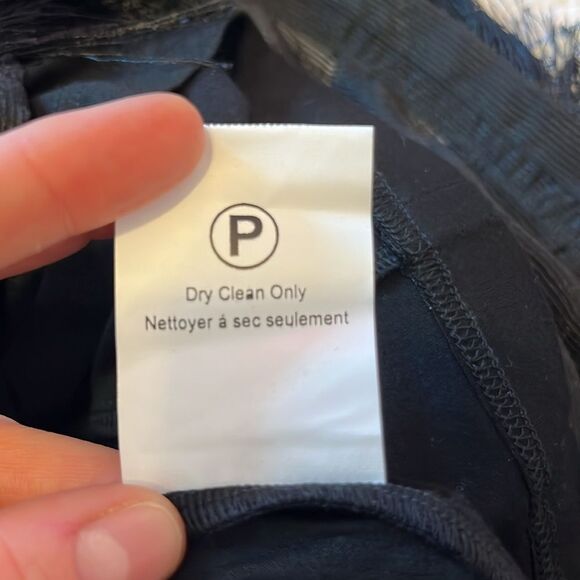 P
Dry Clean Only
Nettoyer á sec seulement